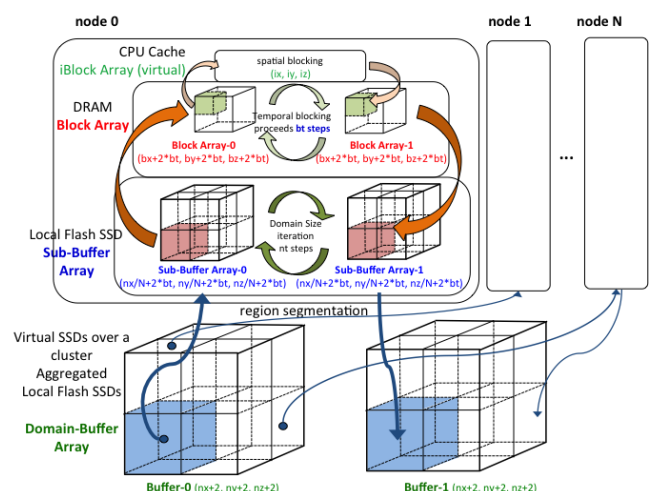 node 0
node 1
node N
CPU Cache
iBlock Array (virtual)
spatial blocking
(ix, iy, iz)
DRAM
Block Array
Temporal blocking
proceeds bt steps
Block Array-0
(bx+2*bt, by+2*bt, bz+2*bt)
Block Array-1
(bx+2*bt, by+2*bt, bz+2*bt)
...
Local Flash SSD
Sub-Buffer
Array
Domain Size
iteration
nt steps
Sub-Buffer Array-0
(nx/N+2*bt, ny/N+2*bt, nz/N+2*bt)
Sub-Buffer Array-1
(nx/N+2*bt, ny/N+2*bt, nz/N+2*bt)
region segmentation
Virtual SSDs over a
cluster
Aggregated
Local Flash SSDs
Domain-Buffer
Array
Buffer-0 (nx+2, ny+2, nz+2)
Buffer-1 (nx+2, ny+2, nz+2)